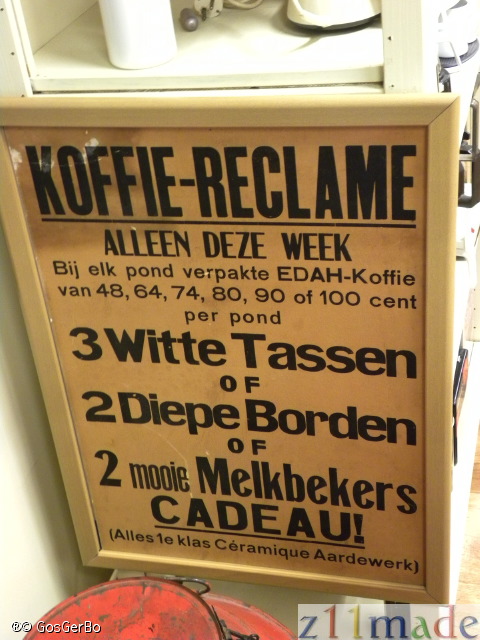 KOFFIE-RECLAME
ALLEEN DEZE WEEK
Bij elk pond verpakte EDAH-Koffie
van 48, 64, 74, 80, 90 of 100 cent
per pond
3 Witte Tassen
OF
2 Diepe Borden
OF
2 mooie Melkbekers
CADEAU!
(Alles 1e klas Céramique Aardewerk)
© GosGerBo
z11made